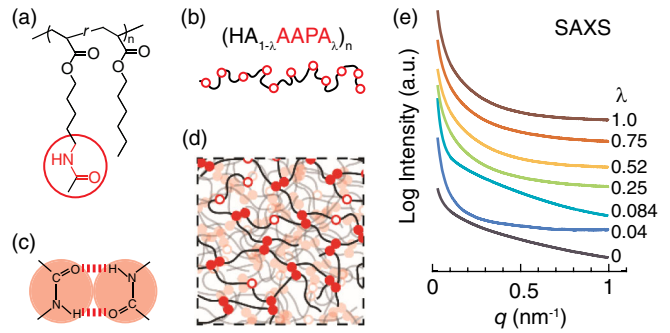 (a)
r
n
O
O
O
O
HN
O
(b)
(HA1-λAAPAλ)n
(c)
O
H
C
N
N
C
H
O
(d)
(e)
SAXS
Log Intensity (a.u.)
λ
1.0
0.75
0.52
0.25
0.084
0.04
0
0
0.5
1
q (nm-1)